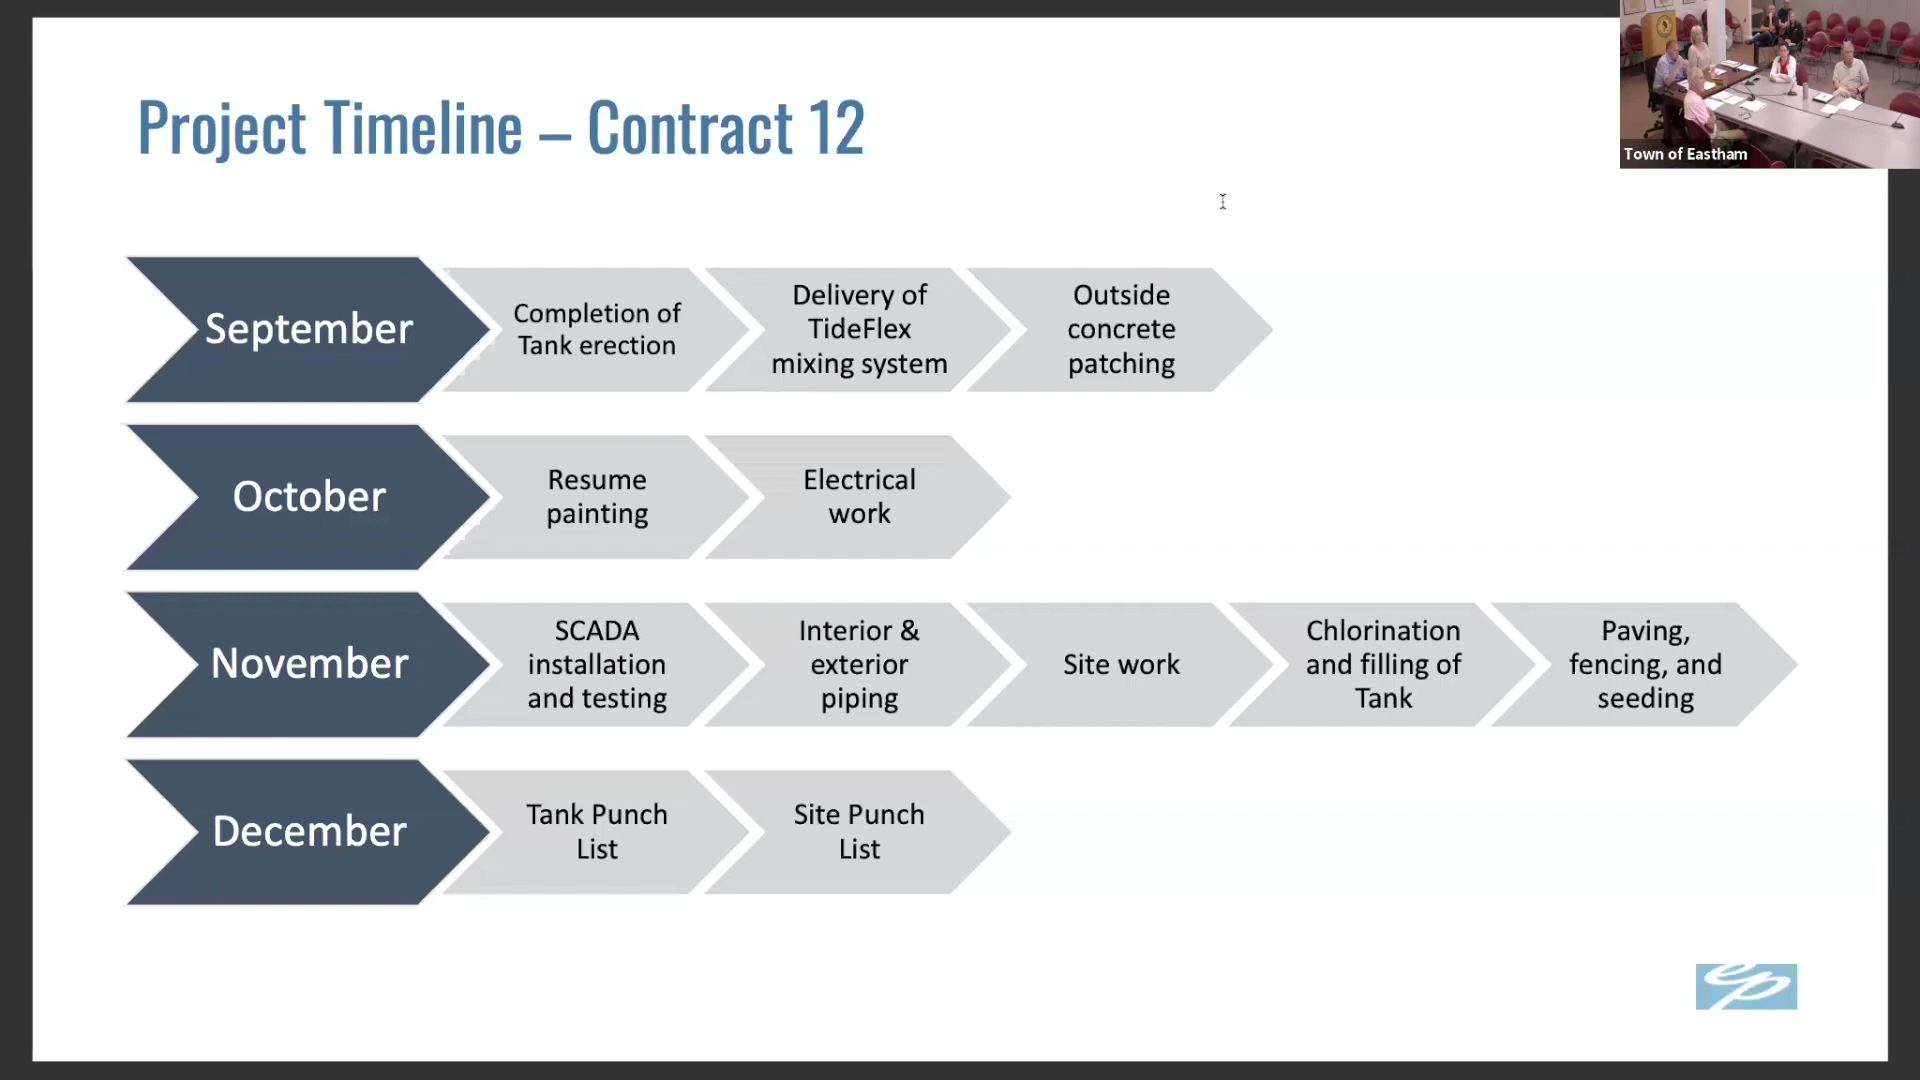 Project Timeline – Contract 12
Town of Eastham
September
Completion of
Tank erection
Delivery of
TideFlex
mixing system
Outside
concrete
patching
October
Resume
painting
Electrical
work
November
SCADA
installation
and testing
Interior &
exterior
piping
Site work
Chlorination
and filling of
Tank
Paving,
fencing, and
seeding
December
Tank Punch
List
Site Punch
List
ep